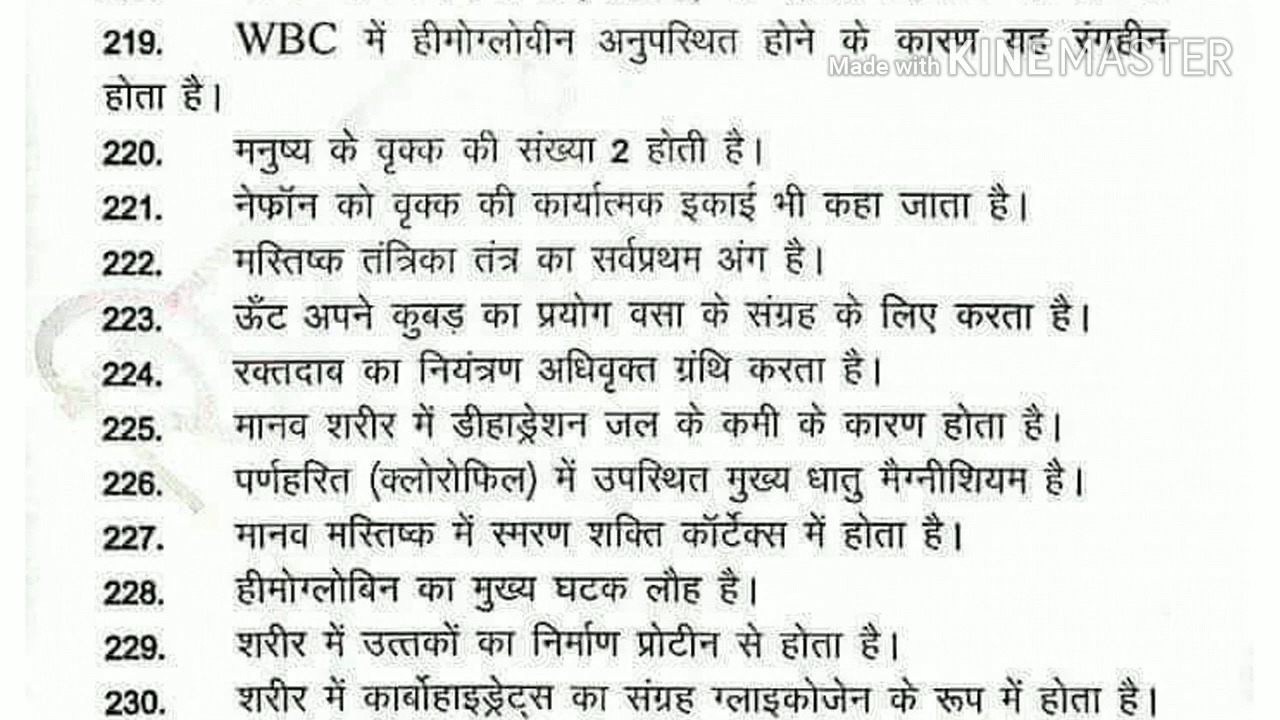 219. WBC में हीगोग्लोवीन अनुपस्थित होने के कारण यह रंगहीन
Made with KINEMASTER
होता है।
220. मनुष्य के वृक्क की संख्या 2 होती है।
221. नेफ्रॉन को वृक्क की कार्यात्मक इकाई भी कहा जाता है।
222. मस्तिष्क तंत्रिका तंत्र का सर्वप्रथम अंग है।
223. ऊँट अपने कुबड़ का प्रयोग वसा के संग्रह के लिए करता है।
224. रक्तदाब का नियंत्रण अधिवृक्त ग्रंथि करता है।
225. मानव शरीर में डीहाड्रेशन जल के कमी के कारण होता है।
226. पर्णहरित (क्लोरोफिल) में उपस्थित मुख्य धातु मैग्नीशियम है।
227. मानव मस्तिष्क में स्मरण शक्ति कॉर्टेक्स में होता है।
228. हीमोग्लोबिन का मुख्य घटक लौह है।
229. शरीर में उत्तकों का निर्माण प्रोटीन से होता है।
230. शरीर में कार्बोहाइड्रेट्स का संग्रह ग्लाइकोजेन के रूप में होता है।